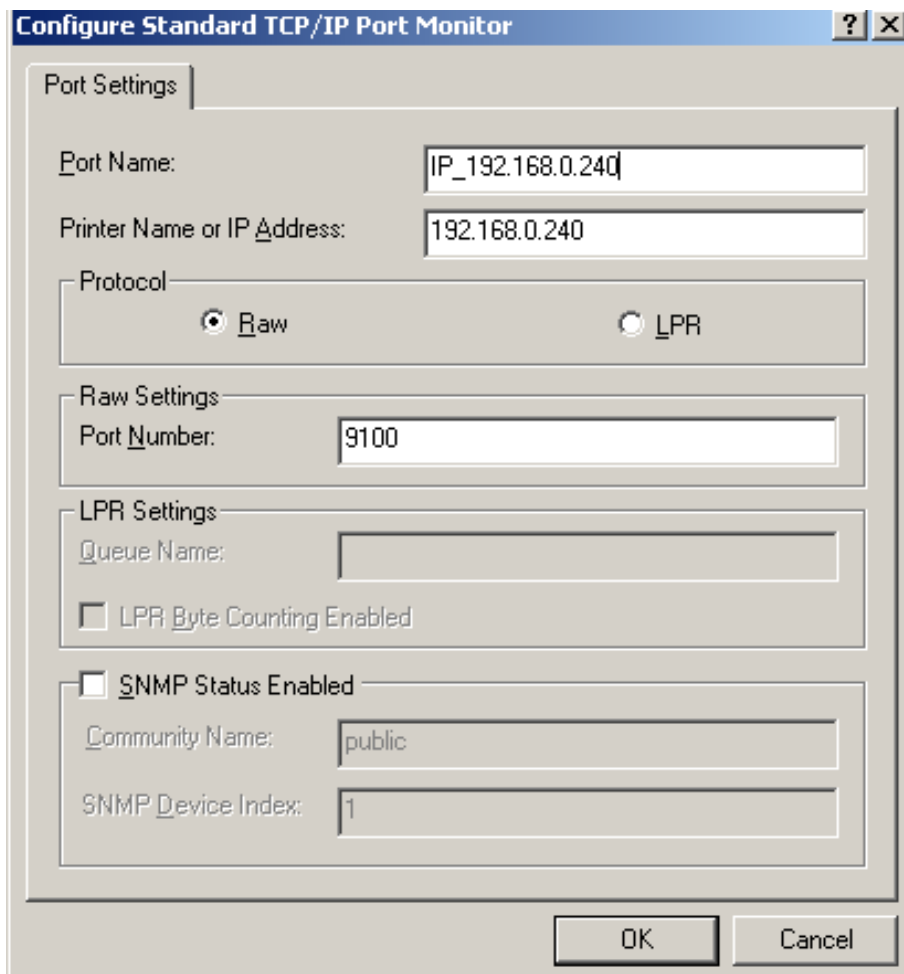 Configure Standard TCP/IP Port Monitor
Port Settings
Port Name: IP_192.168.0.240
Printer Name or IP Address: 192.168.0.240
Protocol
Raw LPR
Raw Settings
Port Number: 9100
LPR Settings
Queue Name:
LPR Byte Counting Enabled
SNMP Status Enabled
Community Name: public
SNMP Device Index: 1
OK Cancel